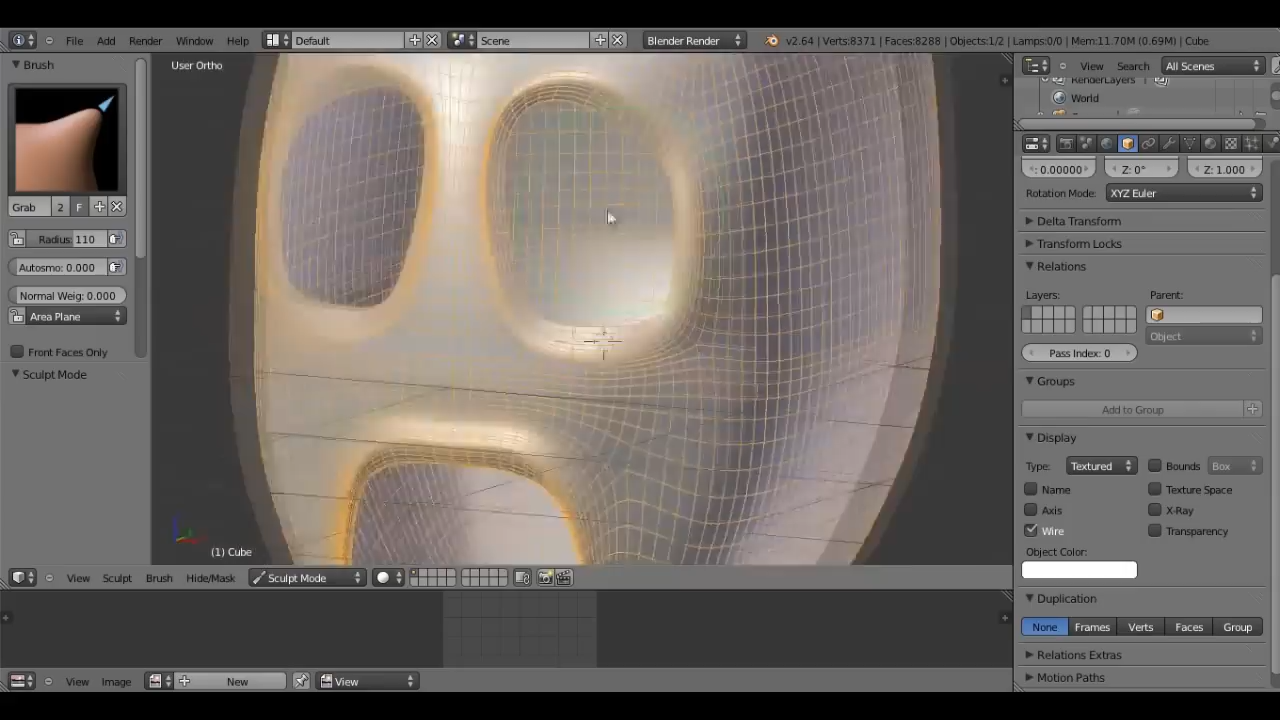 File Add Render Window Help Default Scene Blender Render v2.64 | Verts:8371 | Faces:8288 | Objects:1/2 | Lamps:0/0 | Mem:11.70M (0.69M) | Cube
Brush
User Ortho
View Search All Scenes
RenderLayers
World
: 0.00000 Z: 0° Z: 1.000
Rotation Mode: XYZ Euler
Grab 2 F
Delta Transform
Radius: 110
Transform Locks
Autosmo: 0.000
Relations
Normal Weig: 0.000
Layers: Parent:
Area Plane
Object
Front Faces Only
Pass Index: 0
Sculpt Mode
Groups
Add to Group
Display
Type: Textured Bounds Box
Name Texture Space
Axis X-Ray
Wire Transparency
(1) Cube
Object Color:
View Sculpt Brush Hide/Mask Sculpt Mode
Duplication
None Frames Verts Faces Group
Relations Extras
Motion Paths
View Image New View